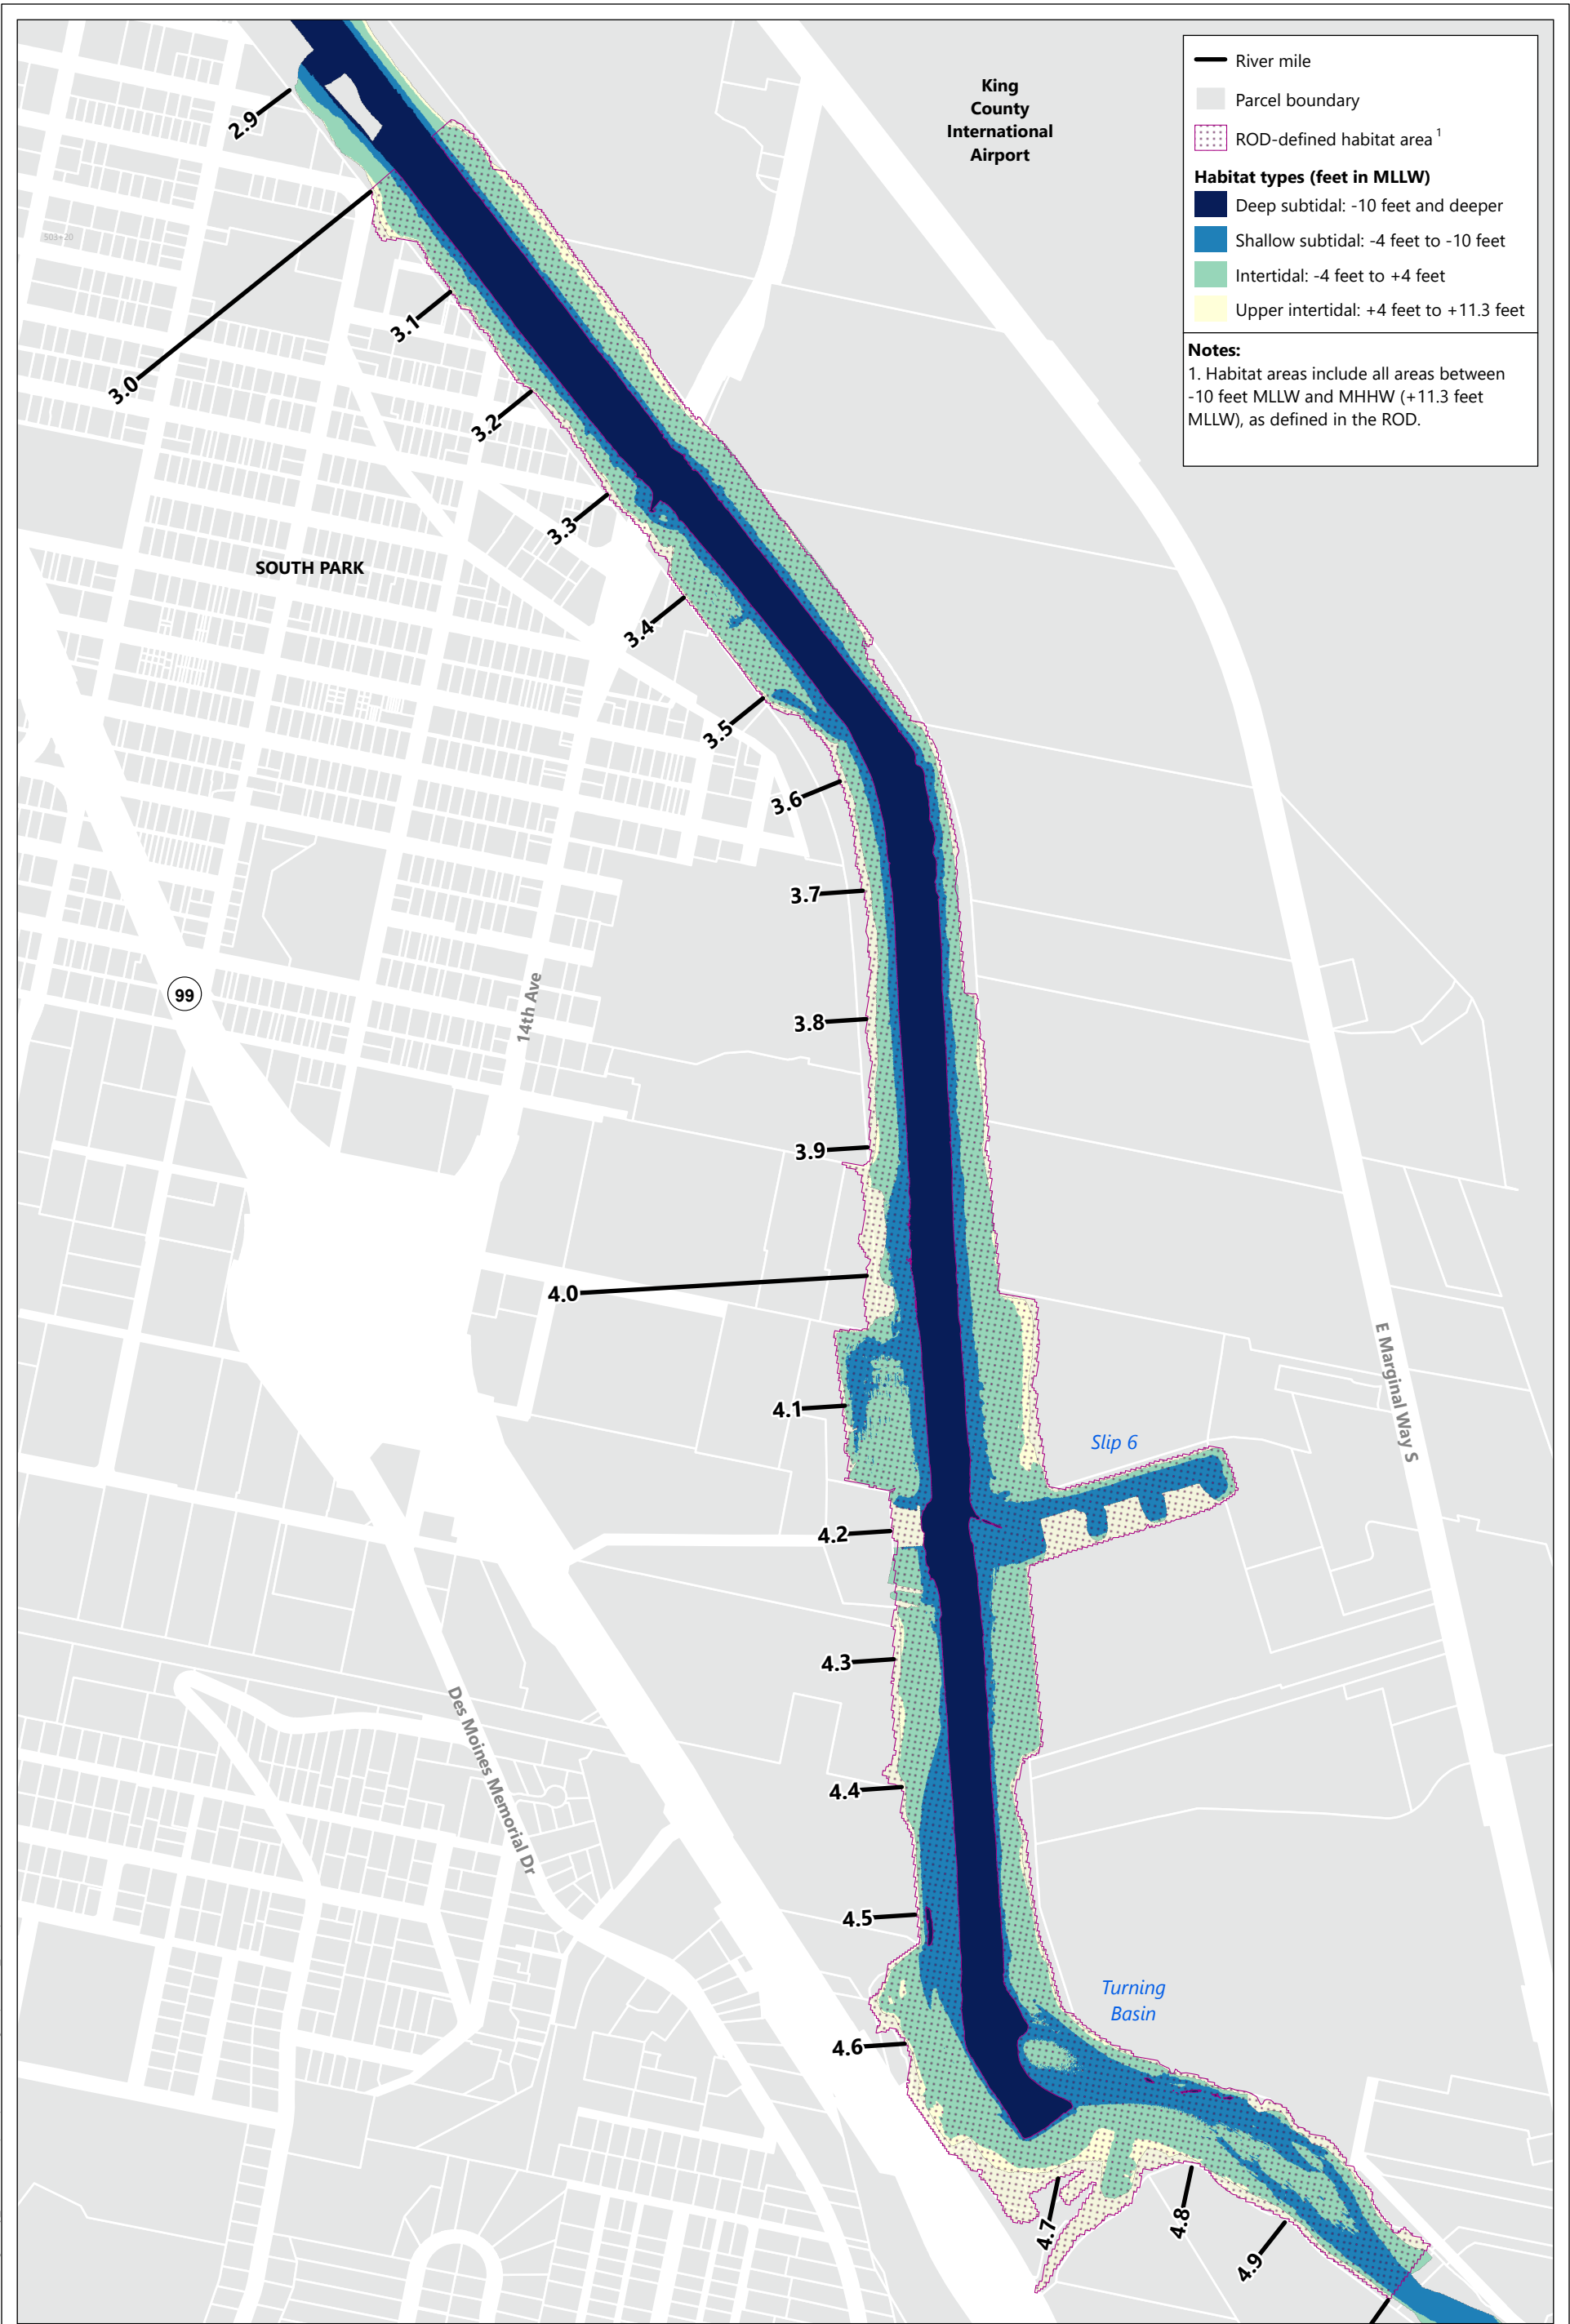 King
County
International
Airport
River mile
Parcel boundary
ROD-defined habitat area 1
Habitat types (feet in MLLW)
Deep subtidal: -10 feet and deeper
Shallow subtidal: -4 feet to -10 feet
Intertidal: -4 feet to +4 feet
Upper intertidal: +4 feet to +11.3 feet
Notes:
1. Habitat areas include all areas between
-10 feet MLLW and MHHW (+11.3 feet
MLLW), as defined in the ROD.
2.9
503+20
3.0
3.1
3.2
3.3
SOUTH PARK
3.4
3.5
3.6
3.7
99
14th Ave
3.8
3.9
4.0
E Marginal Way S
4.1
Slip 6
4.2
4.3
Des Moines Memorial Dr
4.4
4.5
Turning
Basin
4.6
4.7
4.8
4.9